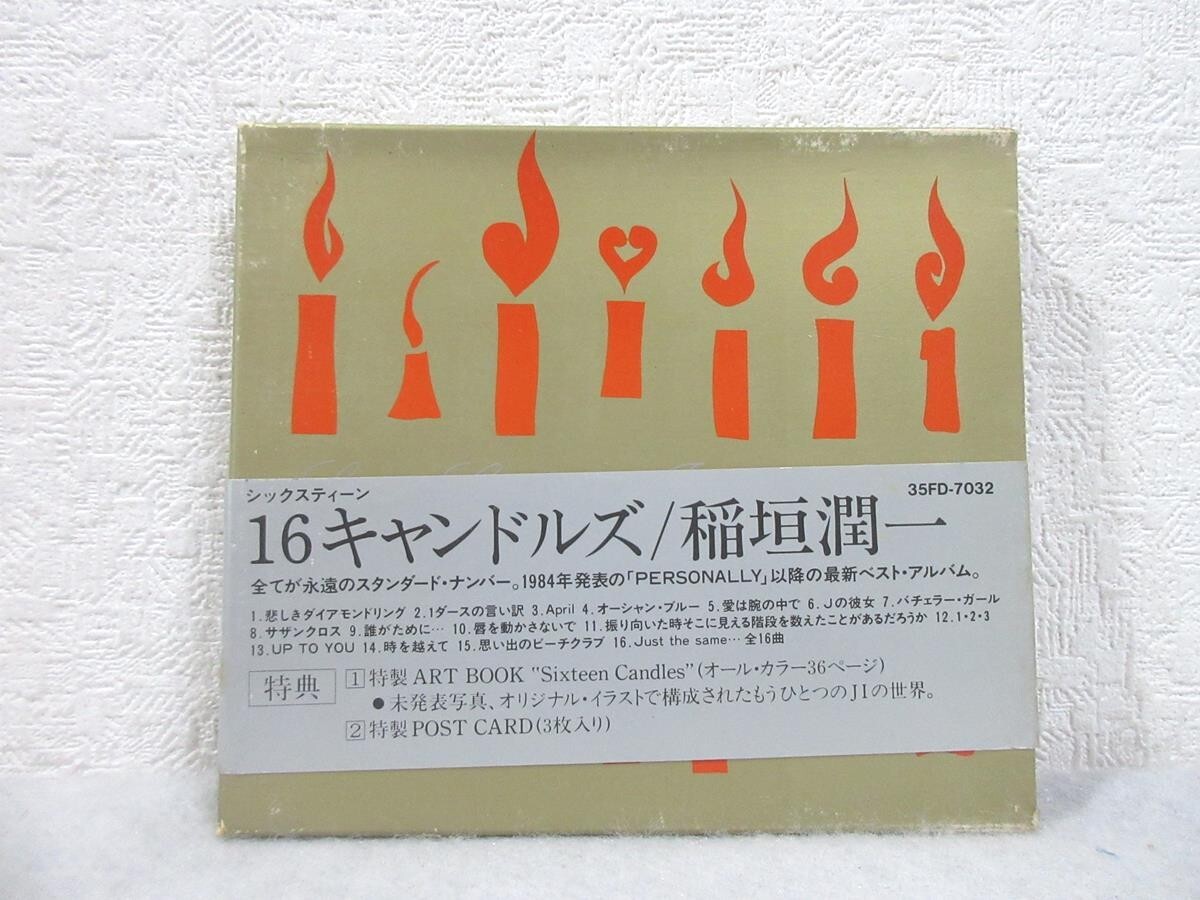 シックスティーン
35FD-7032
16キャンドルズ/稲垣潤一
全てが永遠のスタンダード・ナンバー。1984年発表の「PERSONALLY」以降の最新ベスト・アルバム。
1.悲しきダイアモンドリング 2.1ダースの言い訳 3.April 4.オーシャン・ブルー 5.愛は腕の中で 6.Jの彼女 7.バチェラー・ガール
8.サザンクロス 9.誰がために… 10.唇を動かさないで 11.振り向いた時そこに見える階段を数えたことがあるだろうか 12.1・2・3
13.UP TO YOU 14.時を越えて 15.思い出のビーチクラブ 16.Just the same… 全16曲
特典
1 特製ART BOOK “Sixteen Candles”(オール・カラー36ページ)
●未発表写真、オリジナル・イラストで構成されたもうひとつのJIの世界。
2 特製POST CARD(3枚入り)